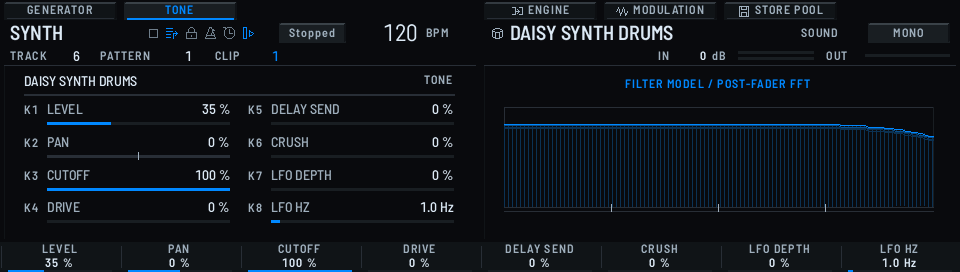 GENERATOR TONE ENGINE MODULATION STORE POOL
SYNTH Stopped 120 BPM DAISY SYNTH DRUMS SOUND MONO
TRACK 6 PATTERN 1 CLIP 1 IN 0 dB OUT
DAISY SYNTH DRUMS TONE
FILTER MODEL / POST-FADER FFT
K1 LEVEL 35 % K5 DELAY SEND 0 %
K2 PAN 0 % K6 CRUSH 0 %
K3 CUTOFF 100 % K7 LFO DEPTH 0 %
K4 DRIVE 0 % K8 LFO HZ 1.0 Hz
LEVEL PAN CUTOFF DRIVE DELAY SEND CRUSH LFO DEPTH LFO HZ
35 % 0 % 100 % 0 % 0 % 0 % 0 % 1.0 Hz